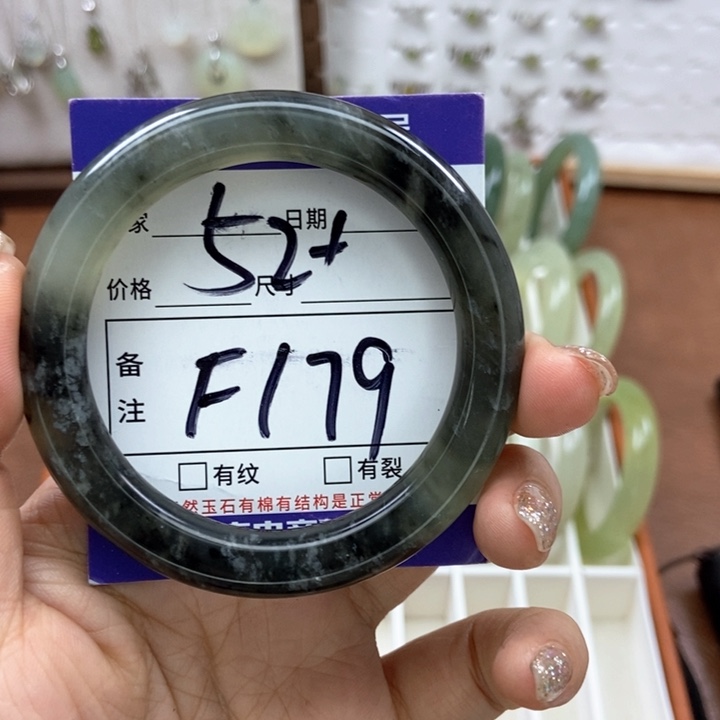 家 日期
52+
价格 尺寸
备注
F179
□有纹 □有裂
然玉石有棉有结构是正常